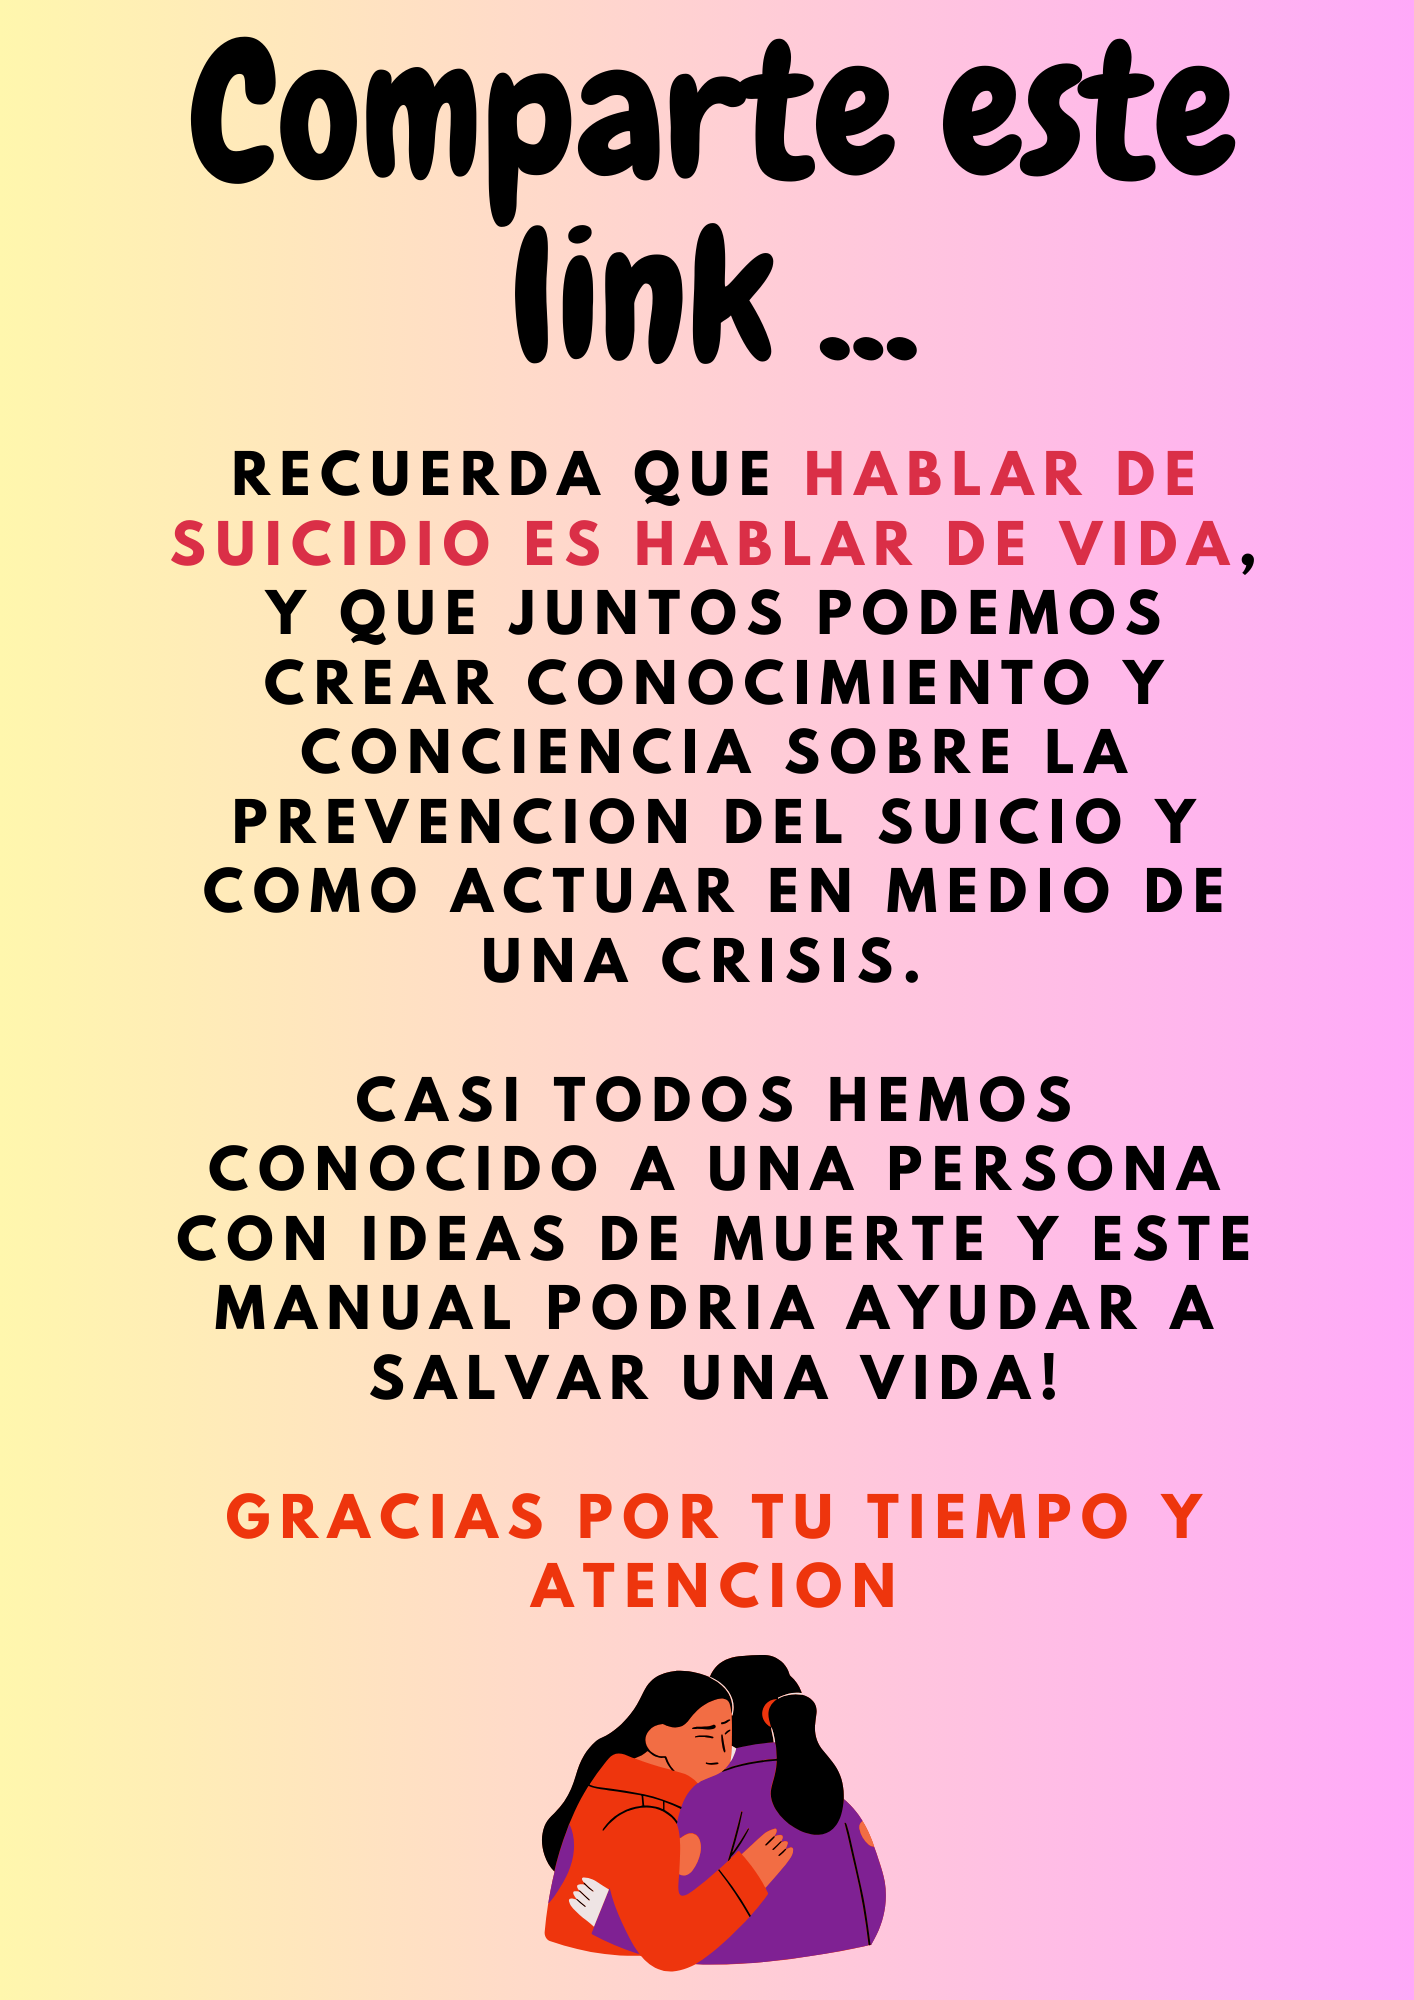 Comparte este
link ...
RECUERDA QUE HABLAR DE
SUICIDIO ES HABLAR DE VIDA,
Y QUE JUNTOS PODEMOS
CREAR CONOCIMIENTO Y
CONCIENCIA SOBRE LA
PREVENCION DEL SUICIO Y
COMO ACTUAR EN MEDIO DE
UNA CRISIS.
CASI TODOS HEMOS
CONOCIDO A UNA PERSONA
CON IDEAS DE MUERTE Y ESTE
MANUAL PODRIA AYUDAR A
SALVAR UNA VIDA!
GRACIAS POR TU TIEMPO Y
ATENCION